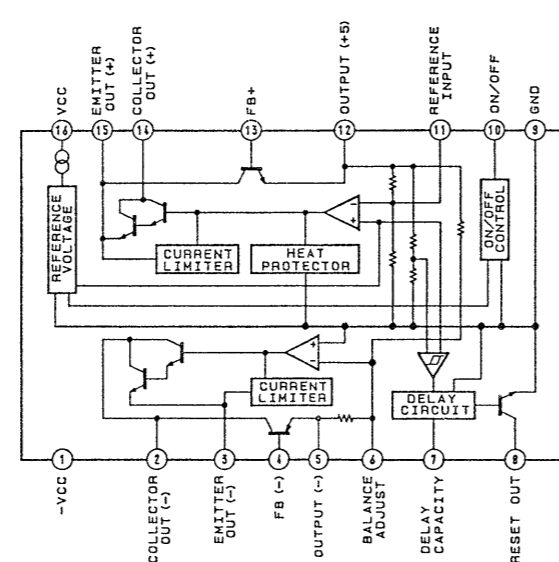 VCC
EMITTER
OUT (+)
COLLECTOR
OUT (+)
FB+
OUTPUT (+5)
REFERENCE
INPUT
ON/OFF
GND
16
15
14
13
12
11
10
9
REFERENCE
VOLTAGE
CURRENT
LIMITER
HEAT
PROTECTOR
-
+
ON/OFF
CONTROL
+
-
CURRENT
LIMITER
DELAY
CIRCUIT
1
2
3
4
5
6
7
8
-VCC
COLLECTOR
OUT (-)
EMITTER
OUT (-)
FB (-)
OUTPUT (-)
BALANCE
ADJUST
DELAY
CAPACITY
RESET OUT